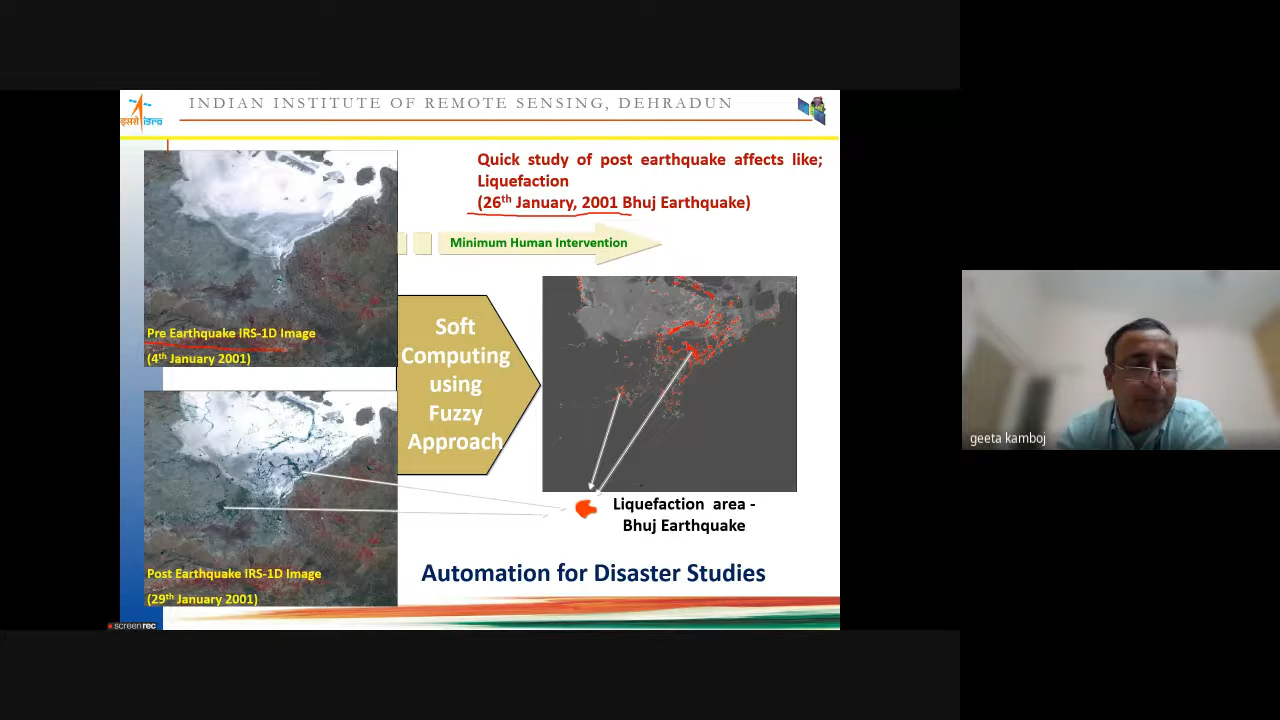 INDIAN INSTITUTE OF REMOTE SENSING, DEHRADUN
इसरो isro
Quick study of post earthquake affects like;
Liquefaction
(26th January, 2001 Bhuj Earthquake)
Minimum Human Intervention
Pre Earthquake IRS-1D Image
(4th January 2001)
Soft
Computing
using
Fuzzy
Approach
Liquefaction area -
Bhuj Earthquake
Post Earthquake IRS-1D Image
(29th January 2001)
Automation for Disaster Studies
screenrec
geeta kamboj